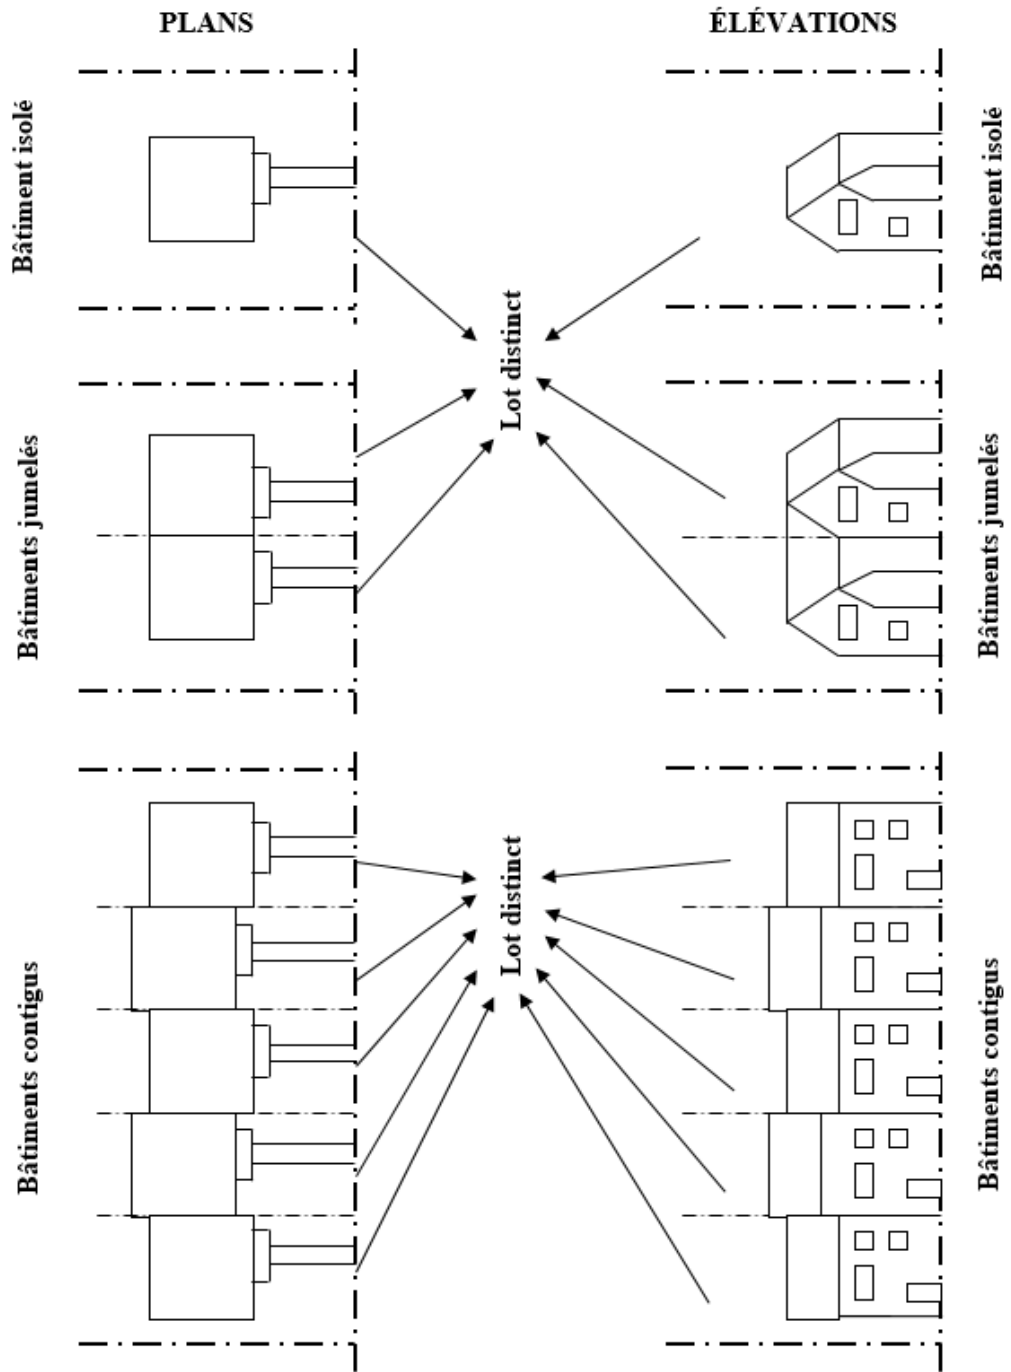 PLANS
ÉLÉVATIONS
Bâtiment isolé
Bâtiment isolé
Lot distinct
Bâtiments jumelés
Bâtiments jumelés
Lot distinct
Bâtiments contigus
Bâtiments contigus